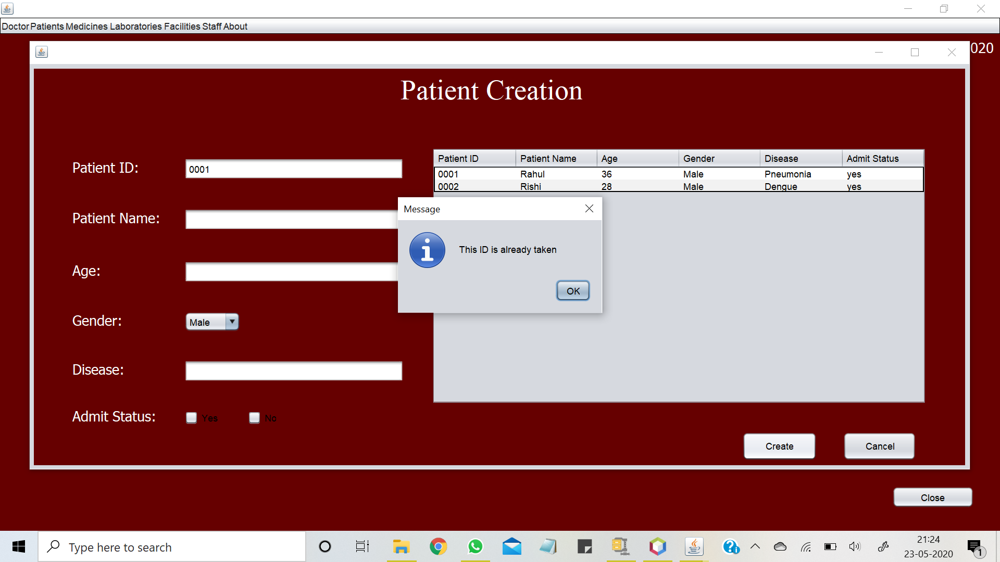 Doctor Patients Medicines Laboratories Facilities Staff About
020
Patient Creation
Patient ID:
0001
Patient Name:
Age:
Gender:
Male
Disease:
Admit Status:
Yes
No
Patient ID Patient Name Age Gender Disease Admit Status
0001 Rahul 36 Male Pneumonia yes
0002 Rishi 28 Male Dengue yes
Message
This ID is already taken
OK
Create
Cancel
Close
Type here to search
21:24
23-05-2020
1